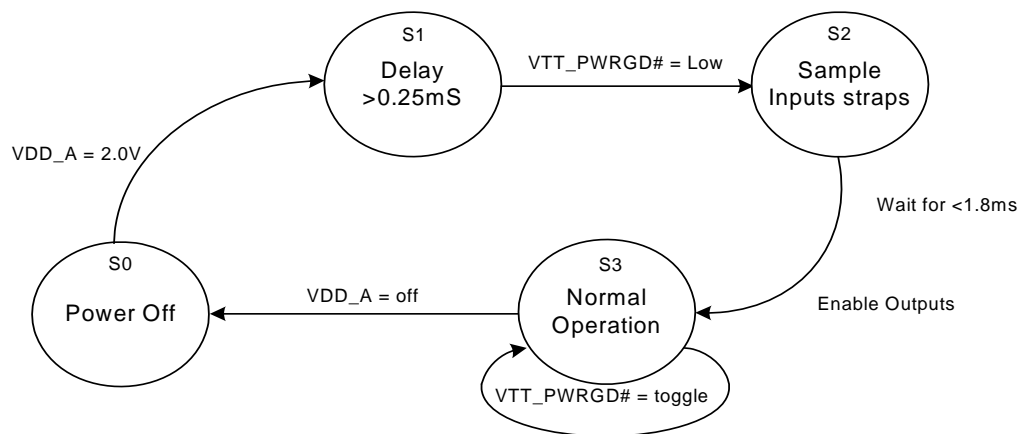 S1
Delay
>0.25mS
VTT_PWRGD# = Low
S2
Sample
Inputs straps
VDD_A = 2.0V
Wait for <1.8ms
S0
Power Off
VDD_A = off
S3
Normal
Operation
Enable Outputs
VTT_PWRGD# = toggle